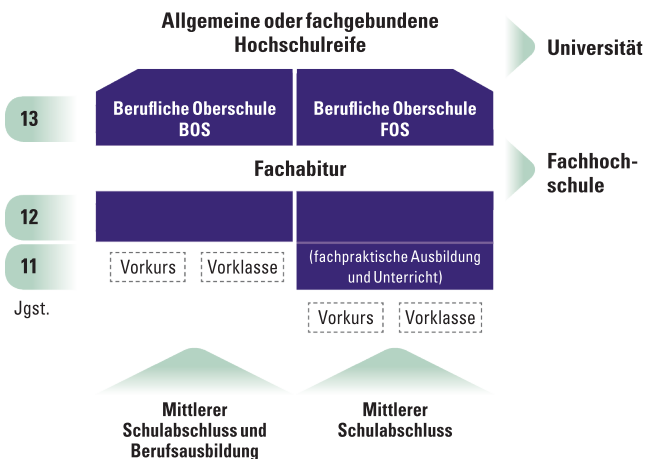 Allgemeine oder fachgebundene
Hochschulreife
Universität
13
Berufliche Oberschule
BOS
Berufliche Oberschule
FOS
Fachabitur
Fachhoch-
schule
12
11
Vorkurs
Vorklasse
(fachpraktische Ausbildung
und Unterricht)
Jgst.
Vorkurs
Vorklasse
Mittlerer
Schulabschluss und
Berufsausbildung
Mittlerer
Schulabschluss